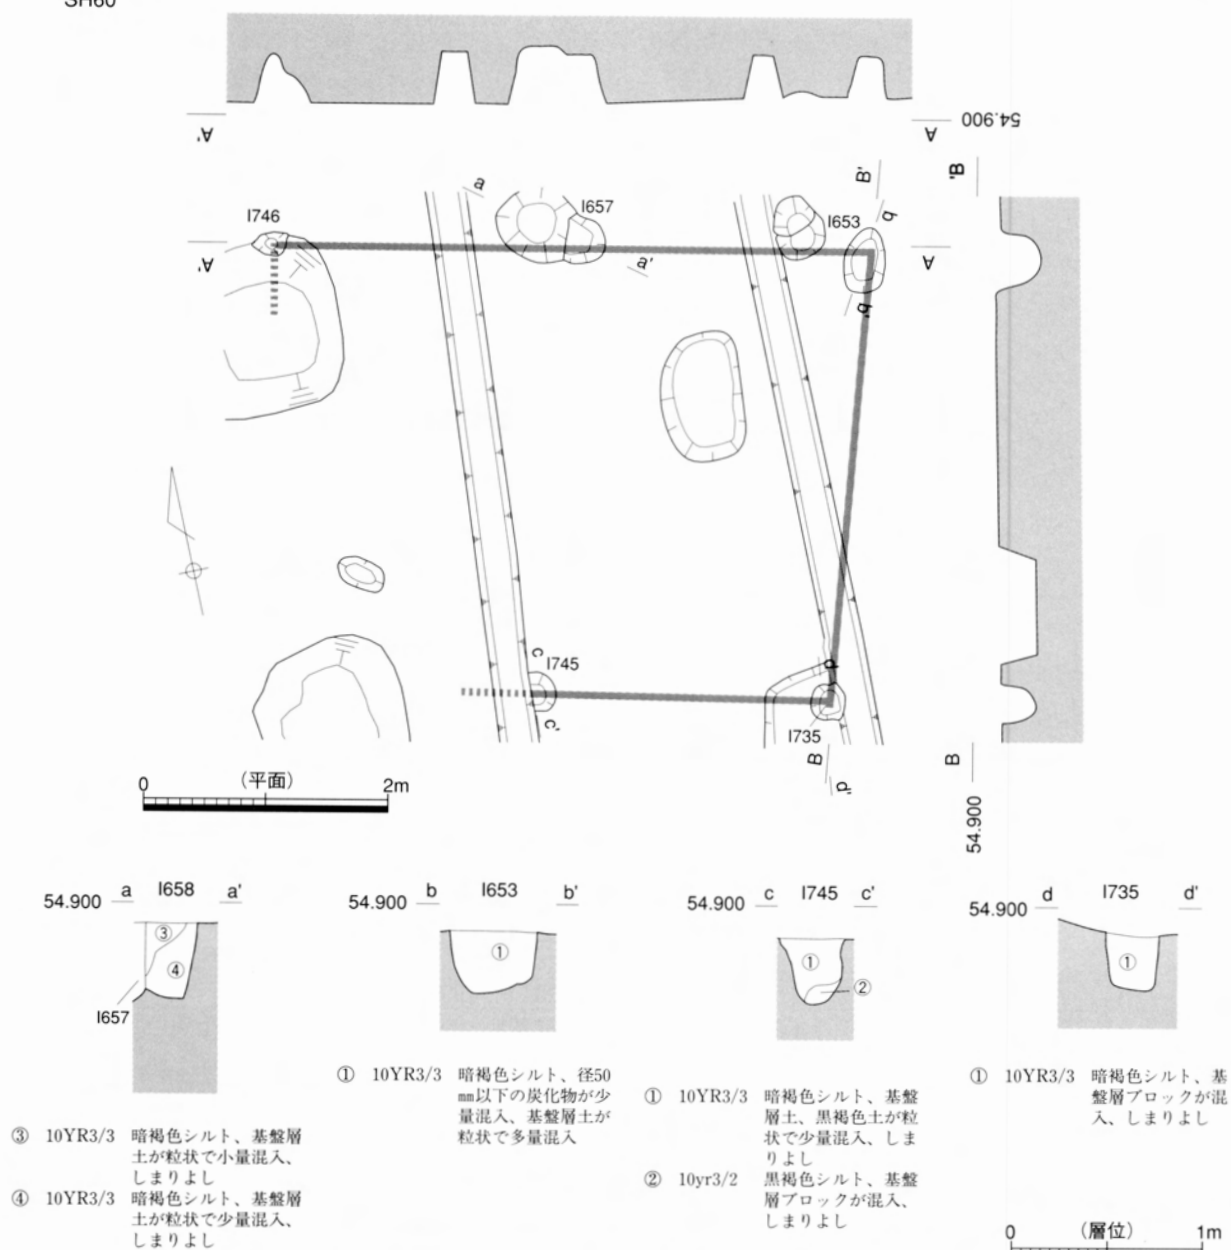 SH60
A'
A
54.900
B'
B'
a
I657
b
I746
I653
A'
A
a'
b'
c
I745
d
c'
I735
B
B
d'
54.900
0
(平面)
2m
54.900
a
I658
a'
③
④
I657
54.900
b
I653
b'
①
54.900
c
I745
c'
①
②
54.900
d
I735
d'
①
③ 10YR3/3 暗褐色シルト、基盤層
土が粒状で小量混入、
しまりよし
④ 10YR3/3 暗褐色シルト、基盤層
土が粒状で少量混入、
しまりよし
① 10YR3/3 暗褐色シルト、径50
㎜以下の炭化物が少
量混入、基盤層土が
粒状で多量混入
① 10YR3/3 暗褐色シルト、基盤
層土、黒褐色土が粒
状で少量混入、しま
りよし
② 10yr3/2 黒褐色シルト、基盤
層ブロックが混入、
しまりよし
① 10YR3/3 暗褐色シルト、基
盤層ブロックが混
入、しまりよし
0
(層位)
1m